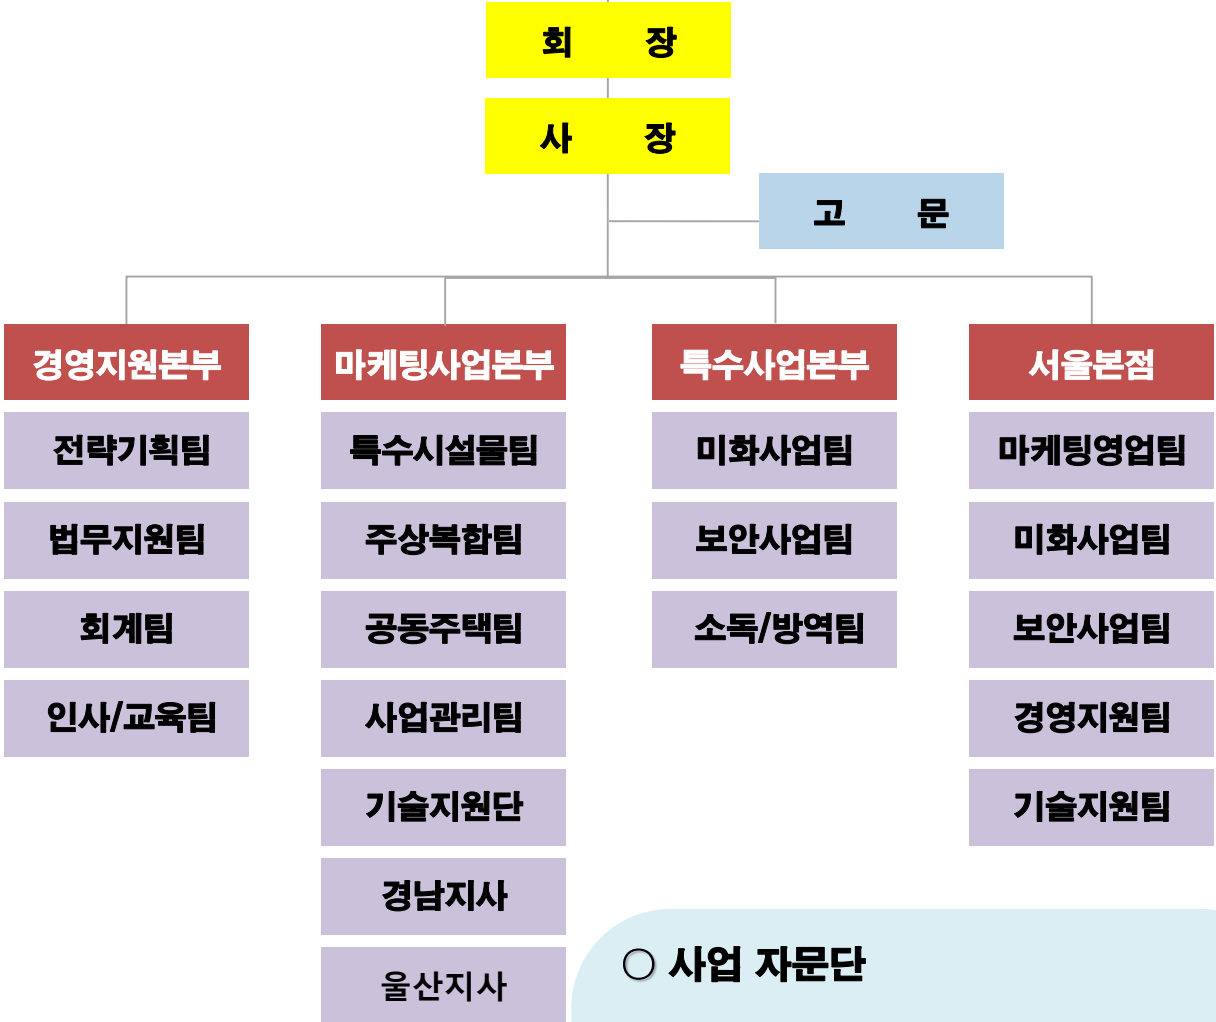 회 장
사 장
고 문
경영지원본부
전략기획팀
법무지원팀
회계팀
인사/교육팀
마케팅사업본부
특수시설물팀
주상복합팀
공동주택팀
사업관리팀
기술지원단
경남지사
울산지사
특수사업본부
미화사업팀
보안사업팀
소독/방역팀
서울본점
마케팅영업팀
미화사업팀
보안사업팀
경영지원팀
기술지원팀
○ 사업 자문단